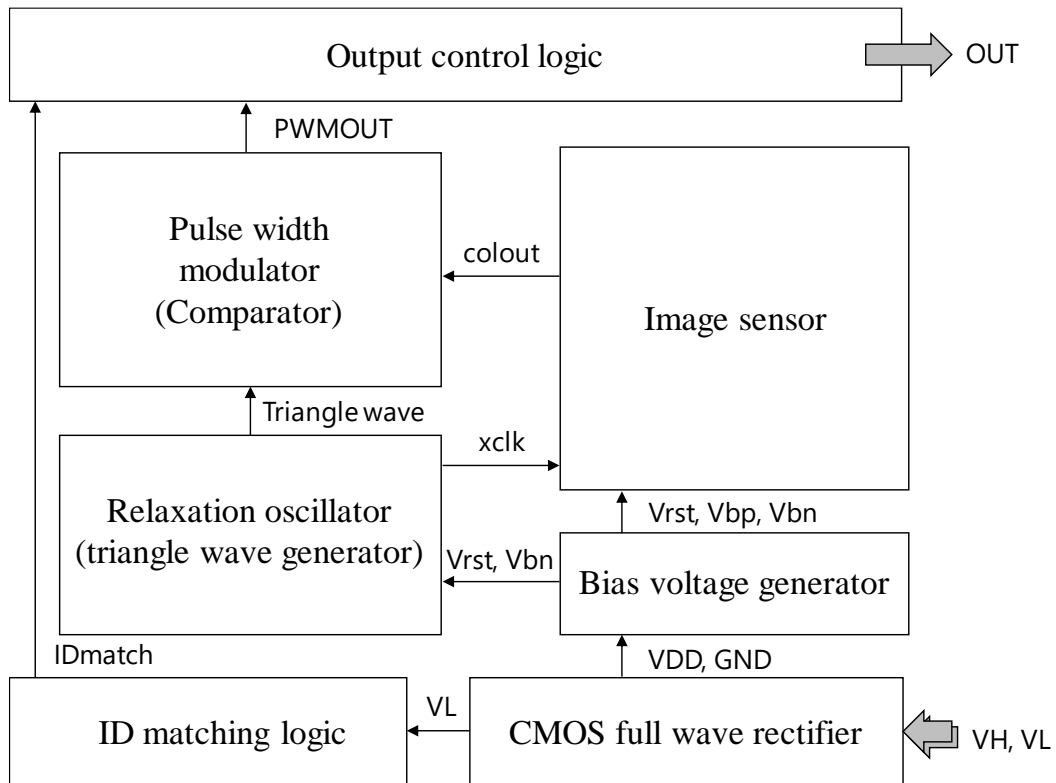 Output control logic
OUT
PWMOUT
Pulse width
modulator
(Comparator)
colout
Image sensor
Triangle wave
xclk
Relaxation oscillator
(triangle wave generator)
Vrst, Vbp, Vbn
Vrst, Vbn
Bias voltage generator
IDmatch
VDD, GND
ID matching logic
VL
CMOS full wave rectifier
VH, VL